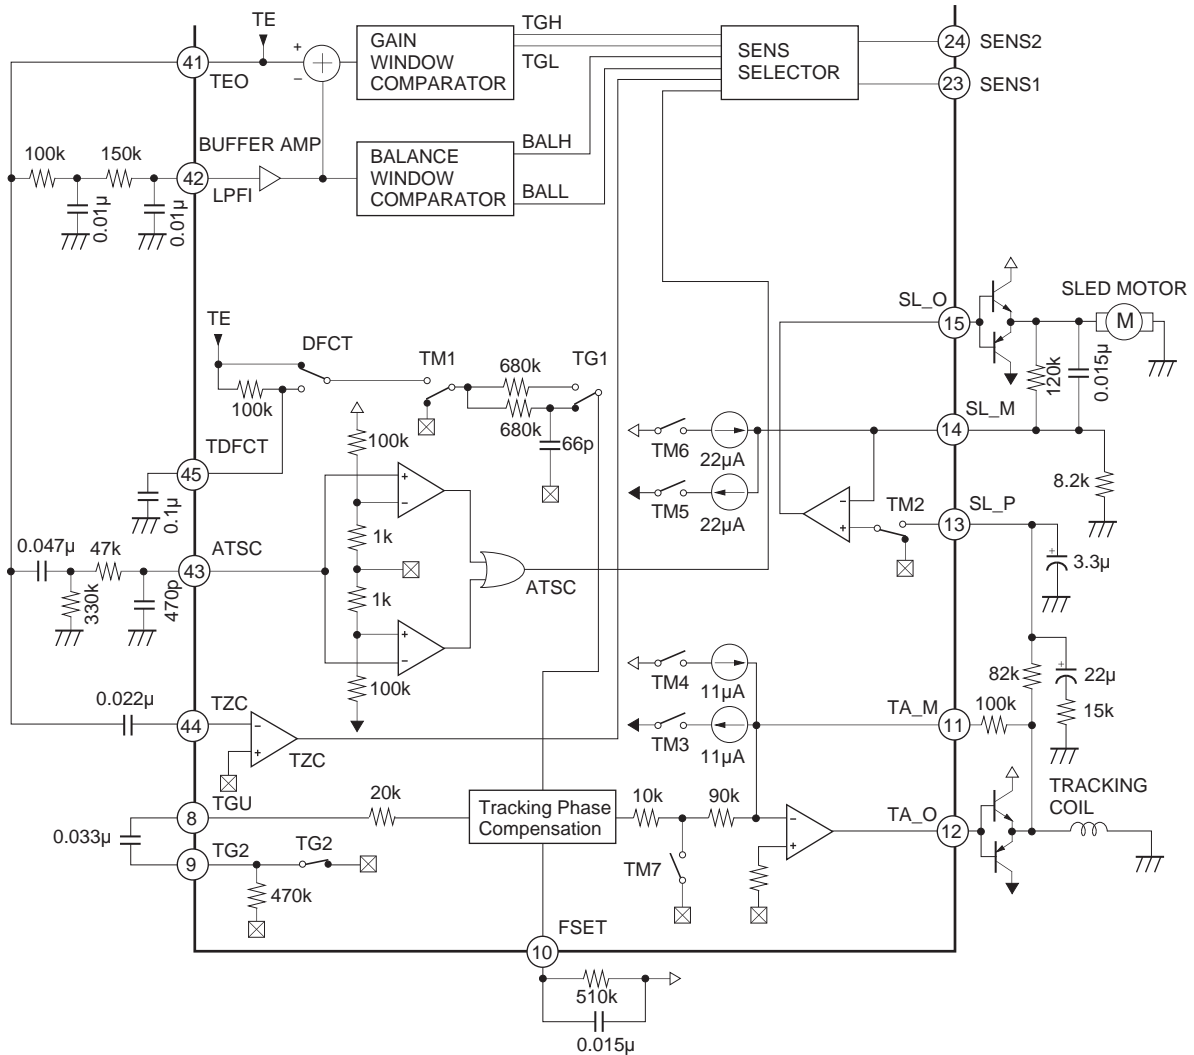 TE
TGH
TGL
GAIN
WINDOW
COMPARATOR
SENS
SELECTOR
24
SENS2
23
SENS1
41
TEO
+
−
BUFFER AMP
100k
150k
42
LPFI
0.01µ
0.01µ
BALANCE
WINDOW
COMPARATOR
BALH
BALL
SL_O
15
SLED MOTOR
M
120k
0.015µ
TE
DFCT
TM1
680k
680k
TG1
66p
100k
TDFCT
45
0.1µ
100k
+
−
1k
1k
+
−
100k
TM6
22µA
TM5
22µA
SL_M
14
8.2k
−
+
TM2
SL_P
13
+
3.3µ
0.047µ
47k
ATSC
43
330k
470p
ATSC
TM4
11µA
TM3
11µA
82k
+
22µ
15k
0.022µ
TZC
44
−
+
TZC
TA_M
11
100k
TGU
8
20k
Tracking Phase
Compensation
10k
90k
−
+
TA_O
12
TRACKING
COIL
0.033µ
9
TG2
TG2
470k
TM7
FSET
10
510k
0.015µ